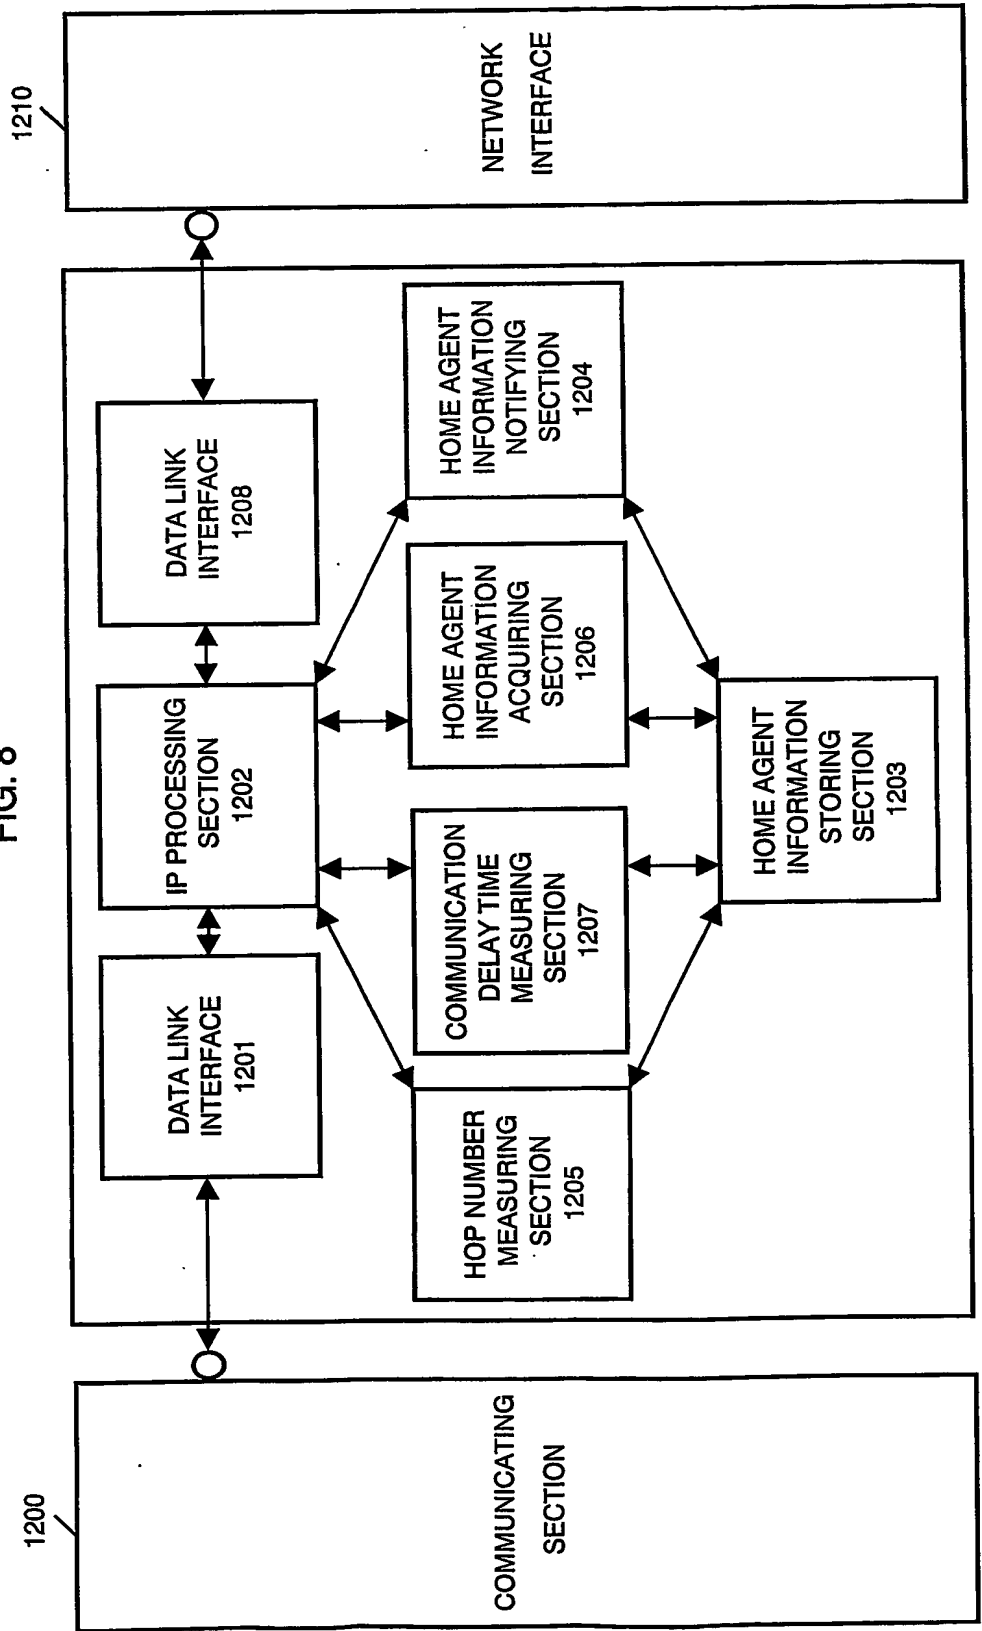 FIG. 8
1200
COMMUNICATING
SECTION
DATA LINK
INTERFACE
1201
IP PROCESSING
SECTION
1202
DATA LINK
INTERFACE
1208
HOP NUMBER
MEASURING
SECTION
1205
COMMUNICATION
DELAY TIME
MEASURING
SECTION
1207
HOME AGENT
INFORMATION
ACQUIRING
SECTION
1206
HOME AGENT
INFORMATION
NOTIFYING
SECTION
1204
HOME AGENT
INFORMATION
STORING
SECTION
1203
1210
NETWORK
INTERFACE